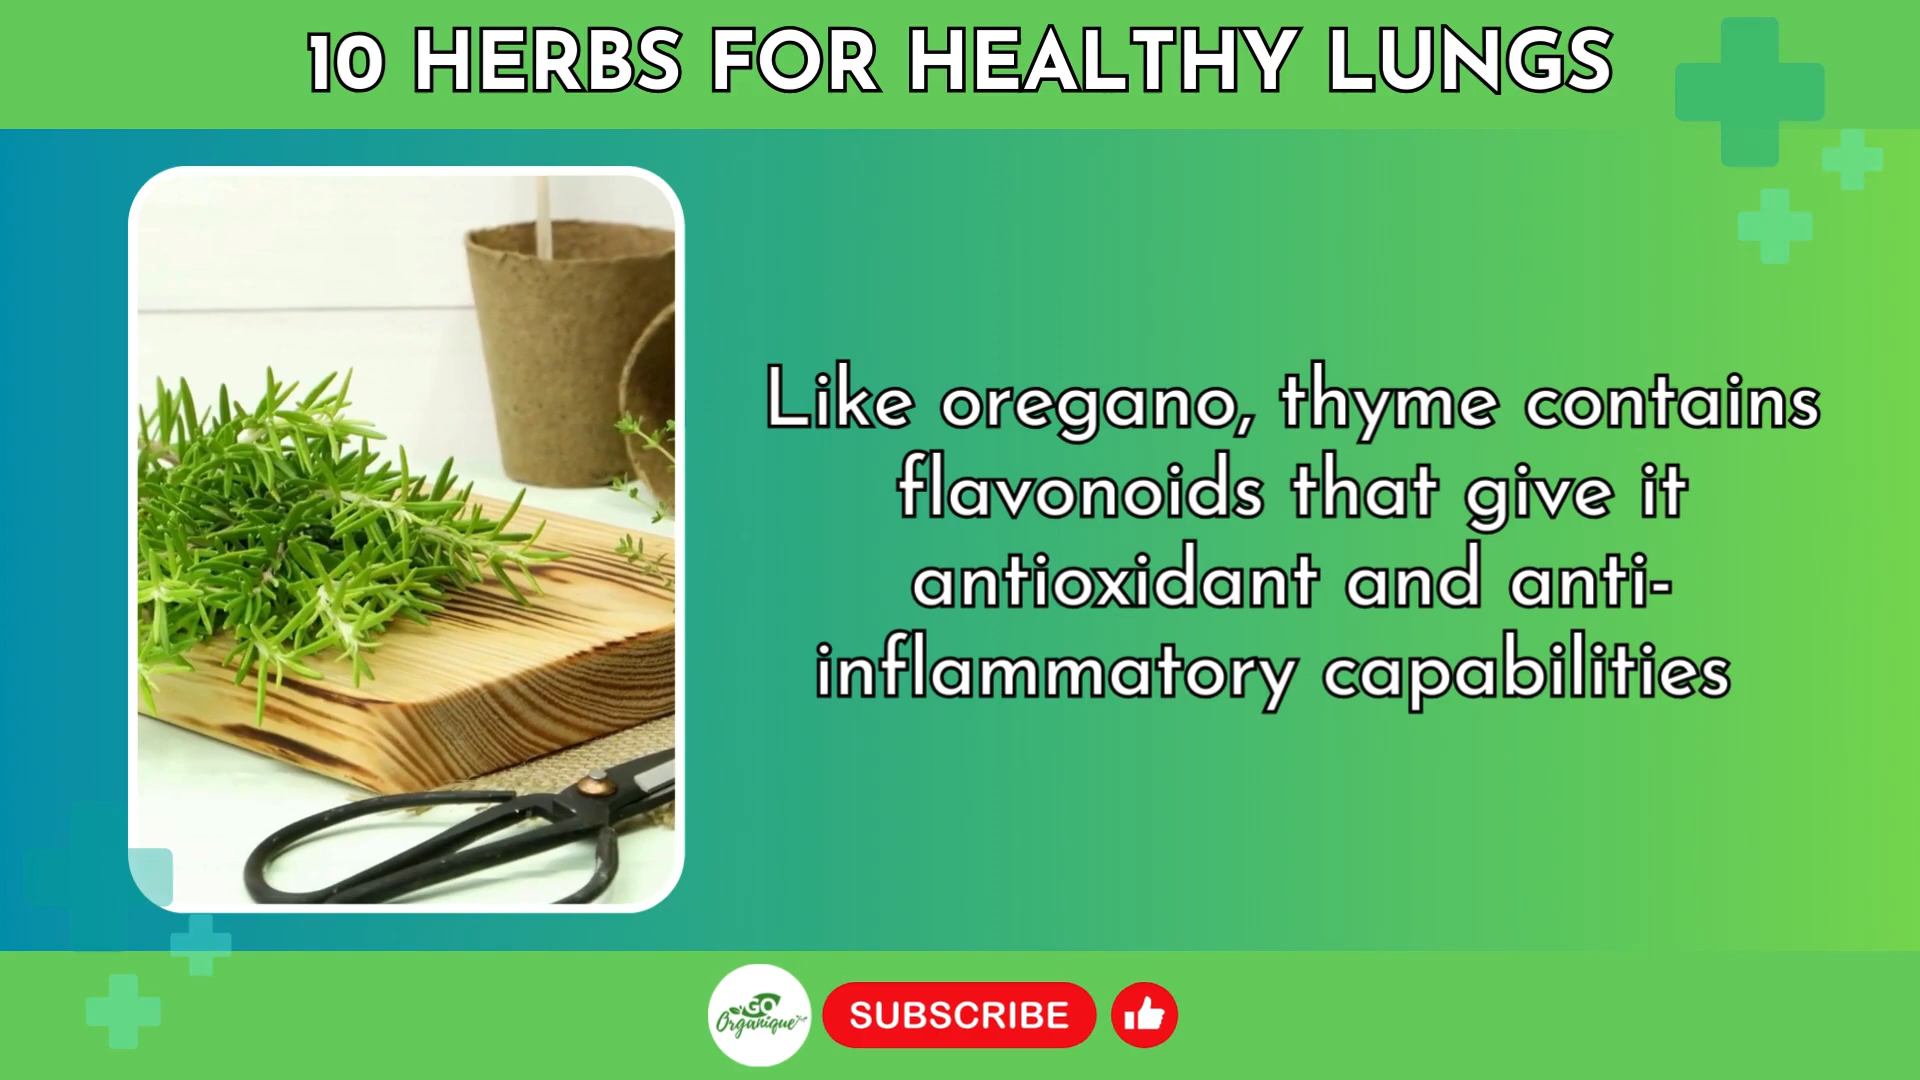 10 HERBS FOR HEALTHY LUNGS
Like oregano, thyme contains
flavonoids that give it
antioxidant and anti-
inflammatory capabilities
GO
Organique
SUBSCRIBE